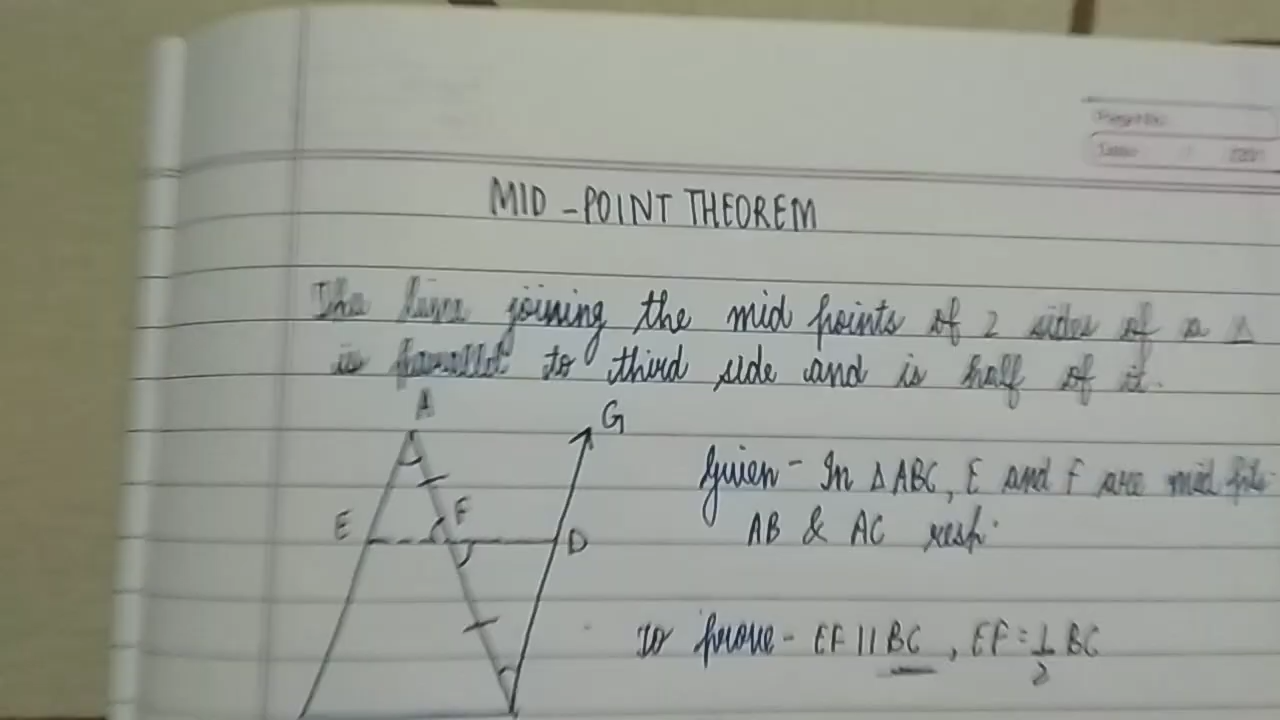 MID - POINT THEOREM
The line joining the mid points of 2 sides of a Δ
is parallel to third side and is half of it.
A
G
Given - In Δ ABC, E and F are mid pts.
E
F
D
AB & AC resp.
To prove - EF || BC , EF = 1/2 BC